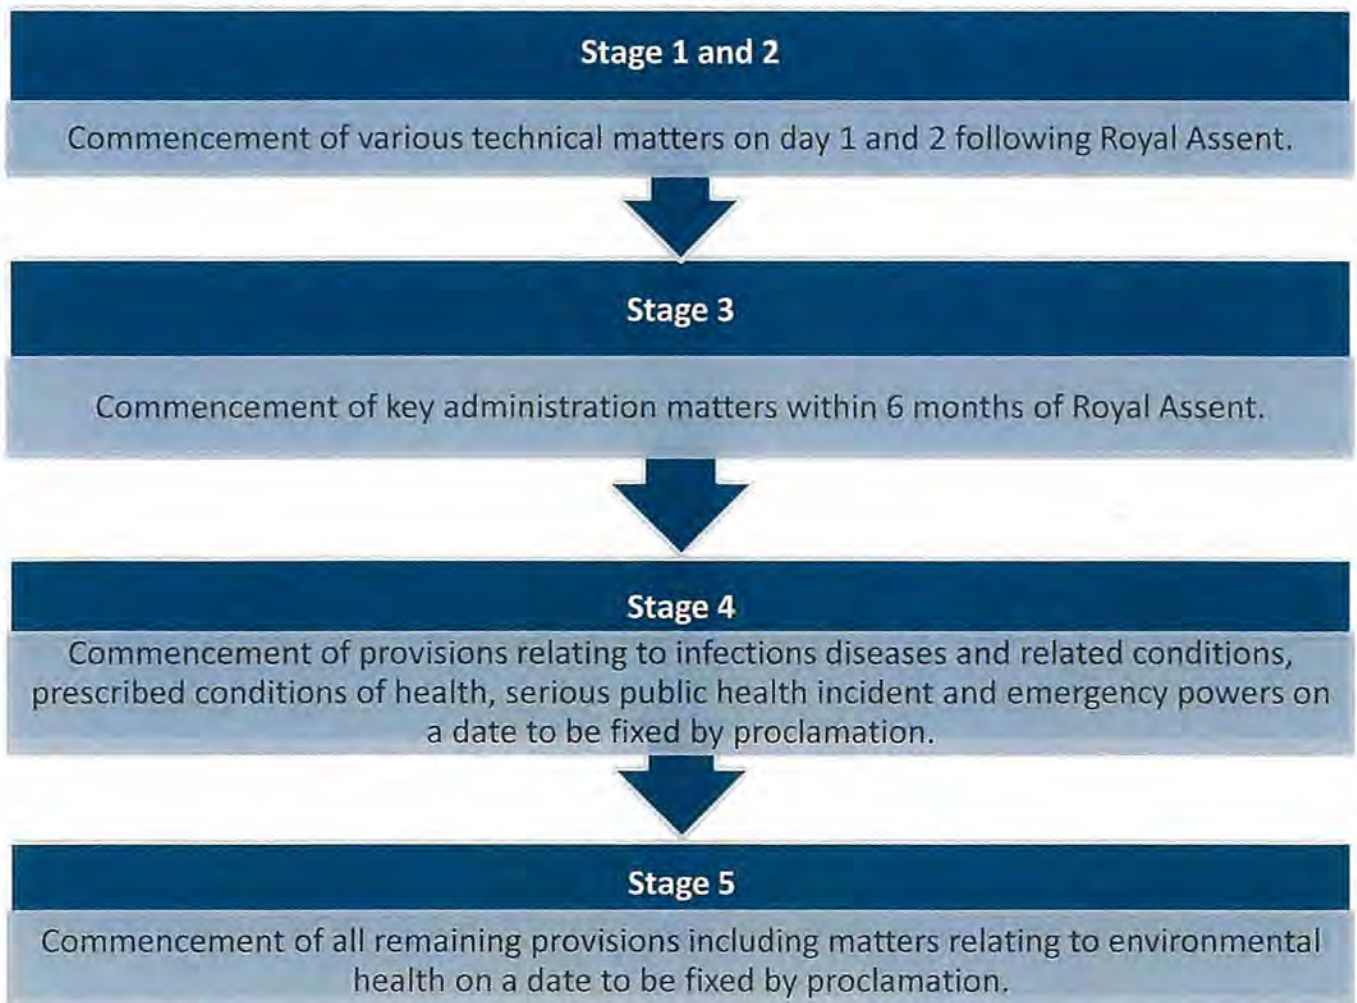 Stage 1 and 2
Commencement of various technical matters on day 1 and 2 following Royal Assent.
Stage 3
Commencement of key administration matters within 6 months of Royal Assent.
Stage 4
Commencement of provisions relating to infections diseases and related conditions,
prescribed conditions of health, serious public health incident and emergency powers on
a date to be fixed by proclamation.
Stage 5
Commencement of all remaining provisions including matters relating to environmental
health on a date to be fixed by proclamation.